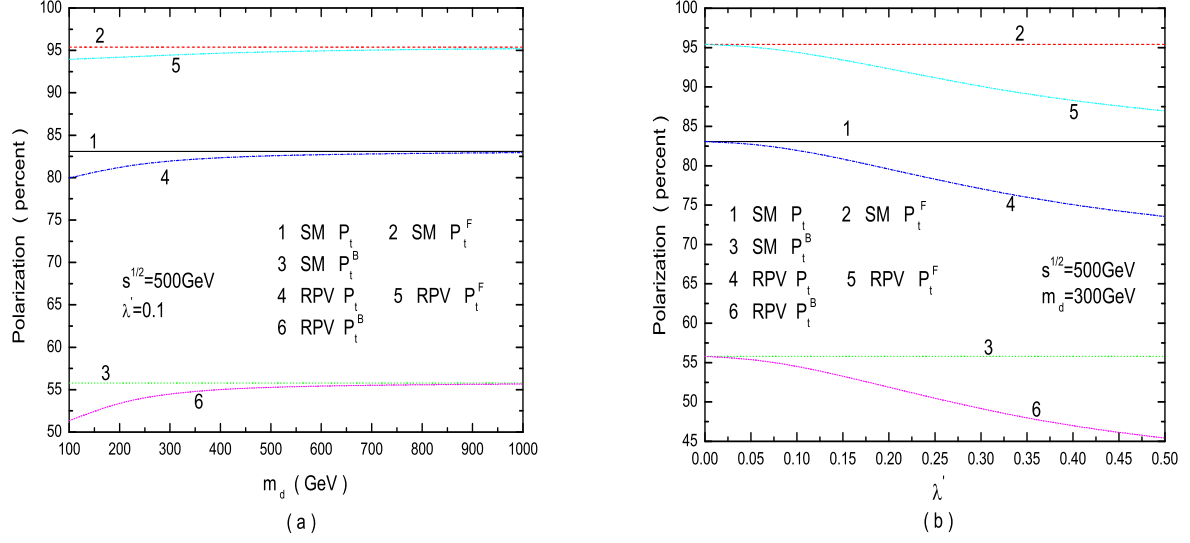 100
95
90
85
80
75
70
65
60
55
50
Polarization ( percent )
2
5
1
4
1 SM P_t 2 SM P_t^F
3 SM P_t^B
4 RPV P_t 5 RPV P_t^F
6 RPV P_t^B
s^1/2=500GeV
λ'=0.1
3
6
100 200 300 400 500 600 700 800 900 1000
m_d ( GeV )
( a )
100
95
90
85
80
75
70
65
60
55
50
45
Polarization ( percent )
2
5
1
4
1 SM P_t 2 SM P_t^F
3 SM P_t^B
4 RPV P_t 5 RPV P_t^F
6 RPV P_t^B
s^1/2=500GeV
m_d=300GeV
3
6
0.00 0.05 0.10 0.15 0.20 0.25 0.30 0.35 0.40 0.45 0.50
λ'
( b )